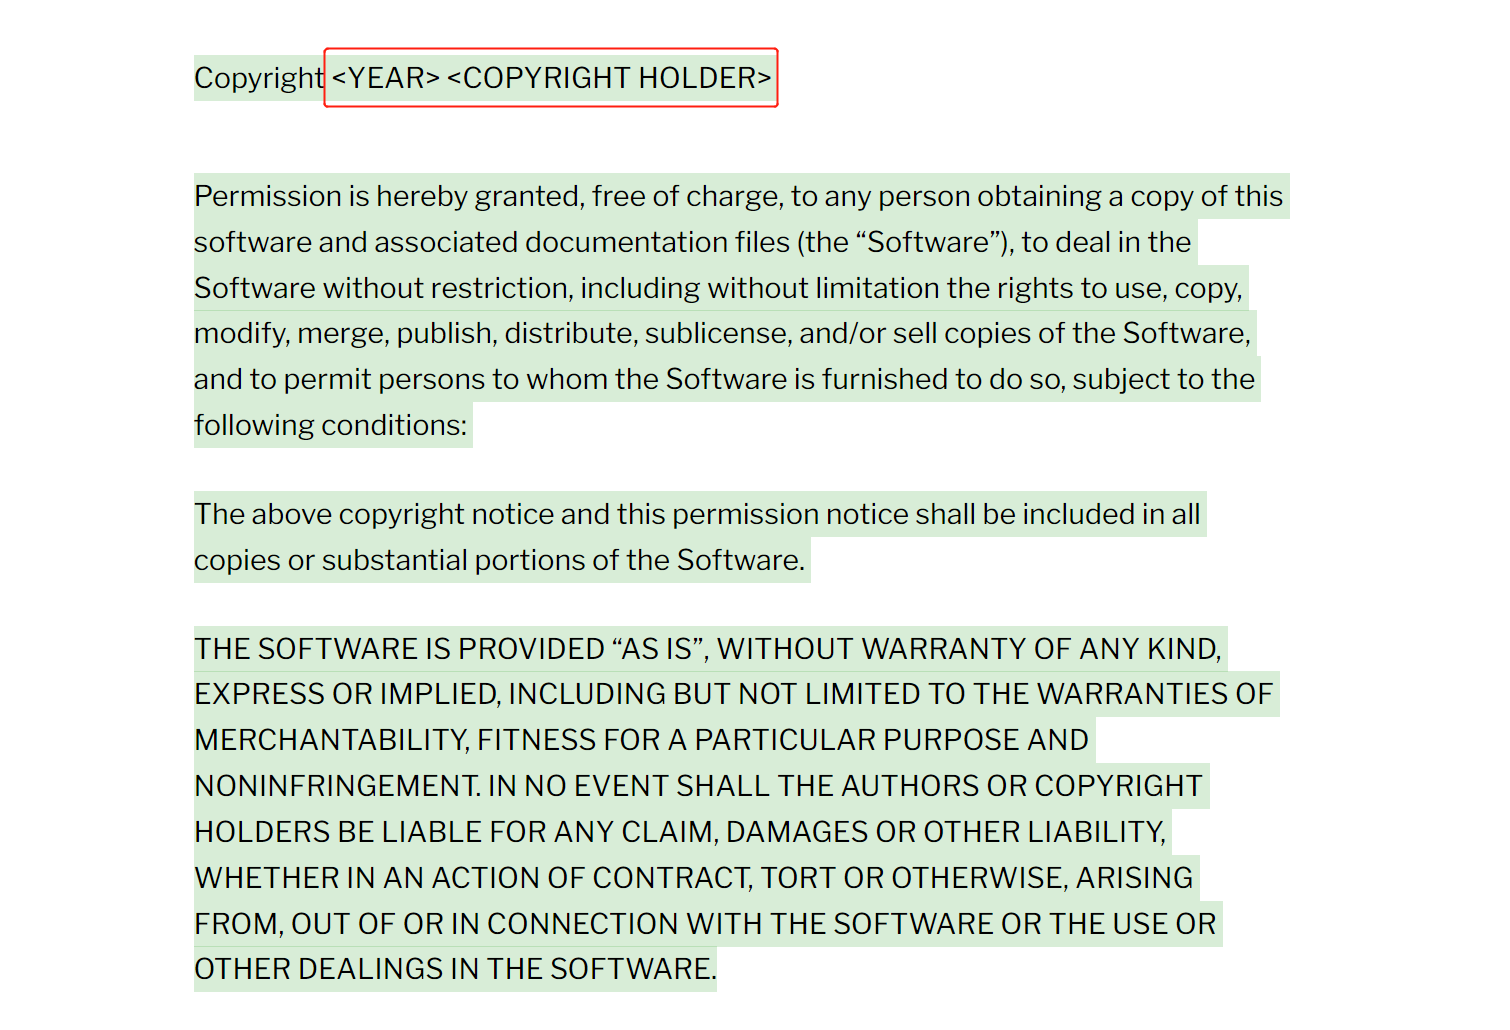 Copyright <YEAR> <COPYRIGHT HOLDER>
Permission is hereby granted, free of charge, to any person obtaining a copy of this
software and associated documentation files (the “Software”), to deal in the
Software without restriction, including without limitation the rights to use, copy,
modify, merge, publish, distribute, sublicense, and/or sell copies of the Software,
and to permit persons to whom the Software is furnished to do so, subject to the
following conditions:
The above copyright notice and this permission notice shall be included in all
copies or substantial portions of the Software.
THE SOFTWARE IS PROVIDED “AS IS”, WITHOUT WARRANTY OF ANY KIND,
EXPRESS OR IMPLIED, INCLUDING BUT NOT LIMITED TO THE WARRANTIES OF
MERCHANTABILITY, FITNESS FOR A PARTICULAR PURPOSE AND
NONINFRINGEMENT. IN NO EVENT SHALL THE AUTHORS OR COPYRIGHT
HOLDERS BE LIABLE FOR ANY CLAIM, DAMAGES OR OTHER LIABILITY,
WHETHER IN AN ACTION OF CONTRACT, TORT OR OTHERWISE, ARISING
FROM, OUT OF OR IN CONNECTION WITH THE SOFTWARE OR THE USE OR
OTHER DEALINGS IN THE SOFTWARE.